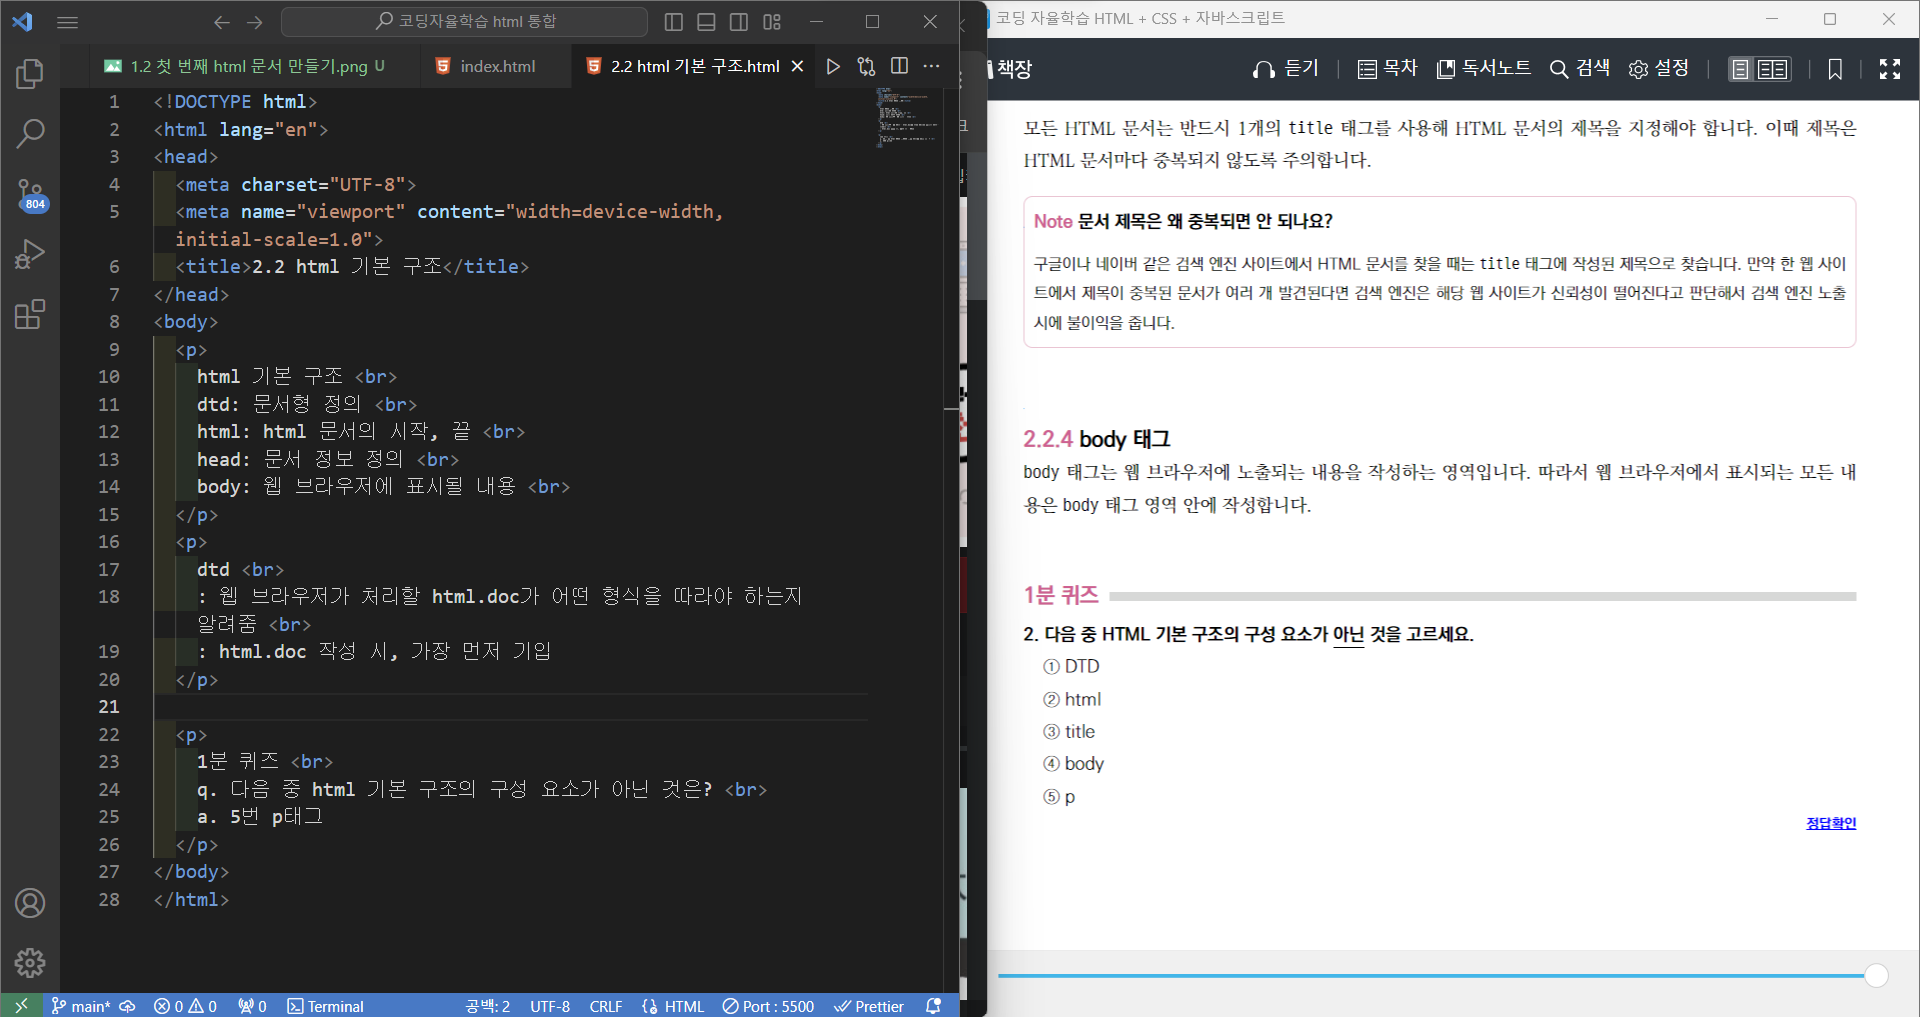 코딩자율학습 html 통합
1.2 첫 번째 html 문서 만들기.png U
index.html
2.2 html 기본 구조.html
1 <!DOCTYPE html>
2 <html lang="en">
3 <head>
4 <meta charset="UTF-8">
5 <meta name="viewport" content="width=device-width,
initial-scale=1.0">
6 <title>2.2 html 기본 구조</title>
7 </head>
8 <body>
9 <p>
10 html 기본 구조 <br>
11 dtd: 문서형 정의 <br>
12 html: html 문서의 시작, 끝 <br>
13 head: 문서 정보 정의 <br>
14 body: 웹 브라우저에 표시될 내용 <br>
15 </p>
16 <p>
17 dtd <br>
18 : 웹 브라우저가 처리할 html.doc가 어떤 형식을 따라야 하는지
알려줌 <br>
19 : html.doc 작성 시, 가장 먼저 기입
20 </p>
21
22 <p>
23 1분 퀴즈 <br>
24 q. 다음 중 html 기본 구조의 구성 요소가 아닌 것은? <br>
25 a. 5번 p태그
26 </p>
27 </body>
28 </html>
804
main* 0 0 0 Terminal 공백: 2 UTF-8 CRLF HTML Port : 5500 Prettier
코딩 자율학습 HTML + CSS + 자바스크립트
책장 듣기 목차 독서노트 검색 설정
모든 HTML 문서는 반드시 1개의 title 태그를 사용해 HTML 문서의 제목을 지정해야 합니다. 이때 제목은
HTML 문서마다 중복되지 않도록 주의합니다.
Note 문서 제목은 왜 중복되면 안 되나요?
구글이나 네이버 같은 검색 엔진 사이트에서 HTML 문서를 찾을 때는 title 태그에 작성된 제목으로 찾습니다. 만약 한 웹 사이
트에서 제목이 중복된 문서가 여러 개 발견된다면 검색 엔진은 해당 웹 사이트가 신뢰성이 떨어진다고 판단해서 검색 엔진 노출
시에 불이익을 줍니다.
2.2.4 body 태그
body 태그는 웹 브라우저에 노출되는 내용을 작성하는 영역입니다. 따라서 웹 브라우저에서 표시되는 모든 내
용은 body 태그 영역 안에 작성합니다.
1분 퀴즈
2. 다음 중 HTML 기본 구조의 구성 요소가 아닌 것을 고르세요.
① DTD
② html
③ title
④ body
⑤ p
정답확인